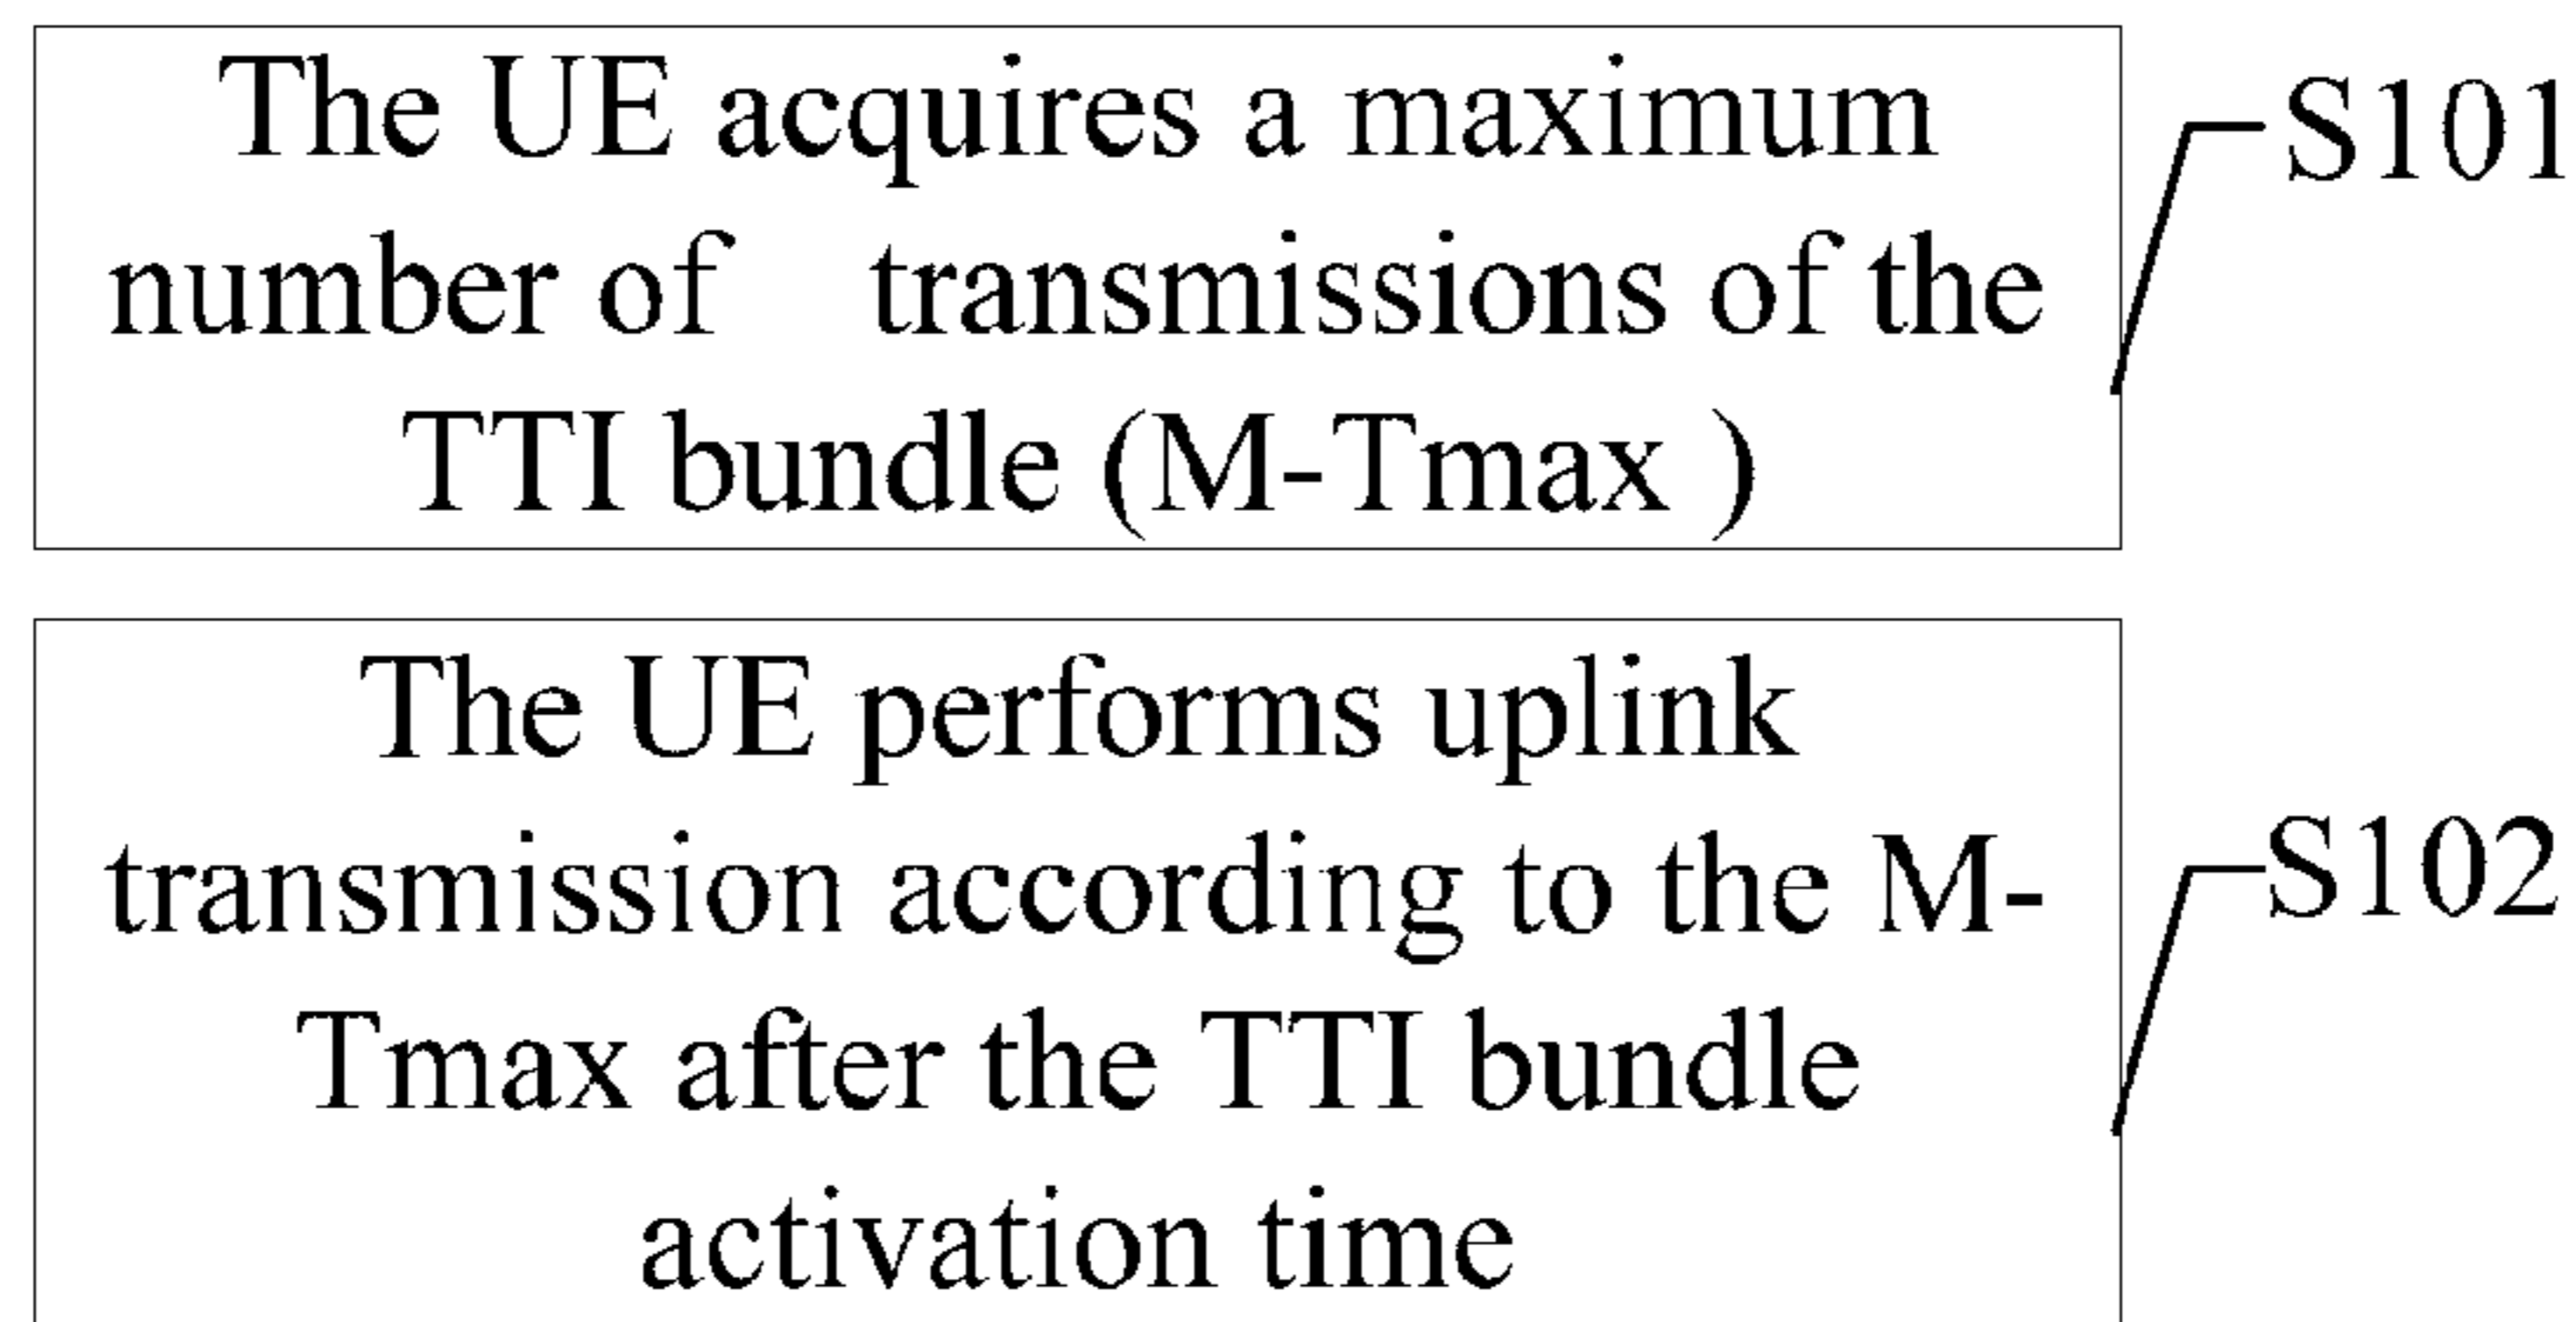 The UE acquires a maximum
number of transmissions of the
TTI bundle (M-Tmax )
S101
The UE performs uplink
transmission according to the M-
Tmax after the TTI bundle
activation time
S102